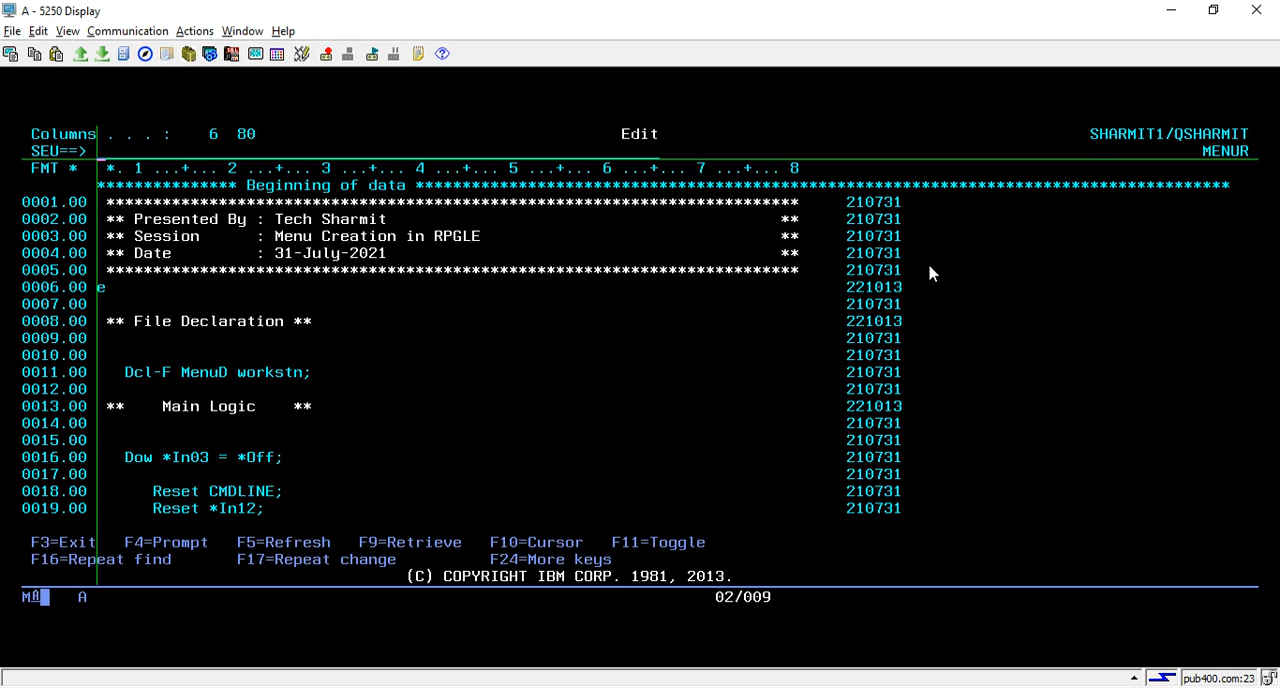 A - 5250 Display
File Edit View Communication Actions Window Help
Columns . . . : 6 80 Edit SHARMIT1/QSHARMIT
SEU==> MENUR
FMT * *. 1 ...+... 2 ...+... 3 ...+... 4 ...+... 5 ...+... 6 ...+... 7 ...+... 8
*************** Beginning of data ***************************************************************************************
0001.00 ************************************************************************** 210731
0002.00 ** Presented By : Tech Sharmit ** 210731
0003.00 ** Session : Menu Creation in RPGLE ** 210731
0004.00 ** Date : 31-July-2021 ** 210731
0005.00 ************************************************************************** 210731
0006.00 e 221013
0007.00 210731
0008.00 ** File Declaration ** 221013
0009.00 210731
0010.00 210731
0011.00 Dcl-F MenuD workstn; 210731
0012.00 210731
0013.00 ** Main Logic ** 221013
0014.00 210731
0015.00 210731
0016.00 Dow *In03 = *Off; 210731
0017.00 210731
0018.00 Reset CMDLINE; 210731
0019.00 Reset *In12; 210731
F3=Exit F4=Prompt F5=Refresh F9=Retrieve F10=Cursor F11=Toggle
F16=Repeat find F17=Repeat change F24=More keys
(C) COPYRIGHT IBM CORP. 1981, 2013.
MA A 02/009
pub400.com:23